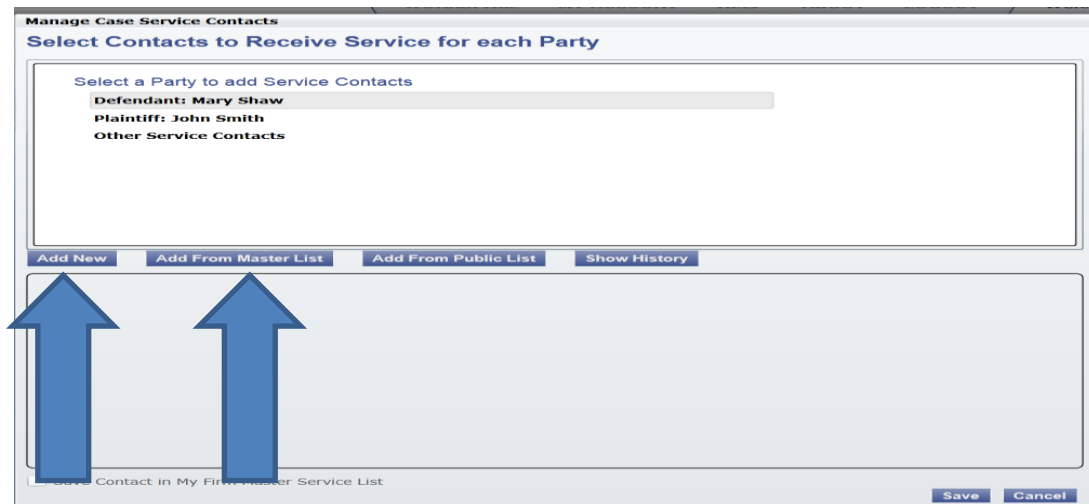 Manage Case Service Contacts
Select Contacts to Receive Service for each Party
Select a Party to add Service Contacts
Defendant: Mary Shaw
Plaintiff: John Smith
Other Service Contacts
Add New Add From Master List Add From Public List Show History
Contact in My Service List
Save Cancel